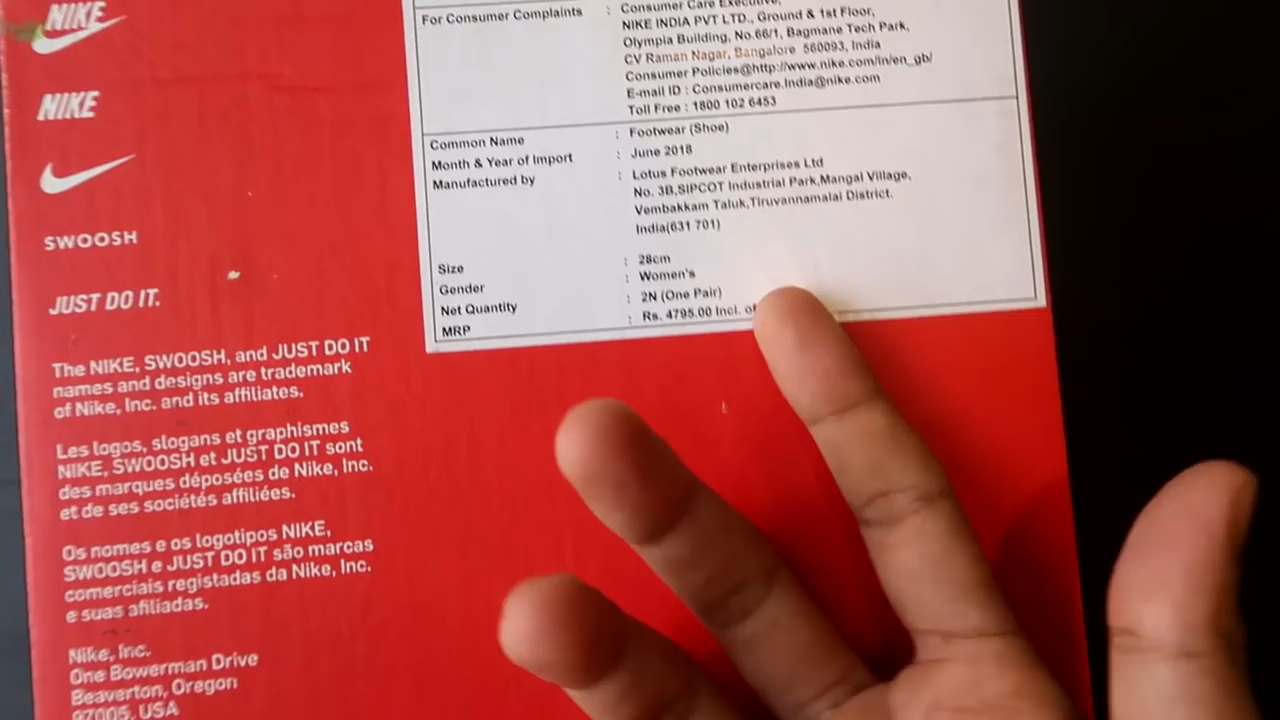 NIKE
NIKE
SWOOSH
JUST DO IT.
The NIKE, SWOOSH, and JUST DO IT
names and designs are trademark
of Nike, Inc. and its affiliates.
Les logos, slogans et graphismes
NIKE, SWOOSH et JUST DO IT sont
des marques déposées de Nike, Inc.
et de ses sociétés affiliées.
Os nomes e os logotipos NIKE,
SWOOSH e JUST DO IT são marcas
comerciais registadas da Nike, Inc.
e suas afiliadas.
Nike, Inc.
One Bowerman Drive
Beaverton, Oregon
97005, USA
For Consumer Complaints : Consumer Care Executive,
NIKE INDIA PVT LTD., Ground & 1st Floor,
Olympia Building, No.66/1, Bagmane Tech Park,
CV Raman Nagar, Bangalore 560093, India
Consumer Policies@http://www.nike.com/in/en_gb/
E-mail ID : Consumercare.India@nike.com
Toll Free : 1800 102 6453
Common Name : Footwear (Shoe)
Month & Year of Import : June 2018
Manufactured by : Lotus Footwear Enterprises Ltd
No. 3B,SIPCOT Industrial Park,Mangal Village,
Vembakkam Taluk,Tiruvannamalai District.
India(631 701)
Size : 28cm
Gender : Women's
Net Quantity : 2N (One Pair)
MRP : Rs. 4795.00 Incl. of